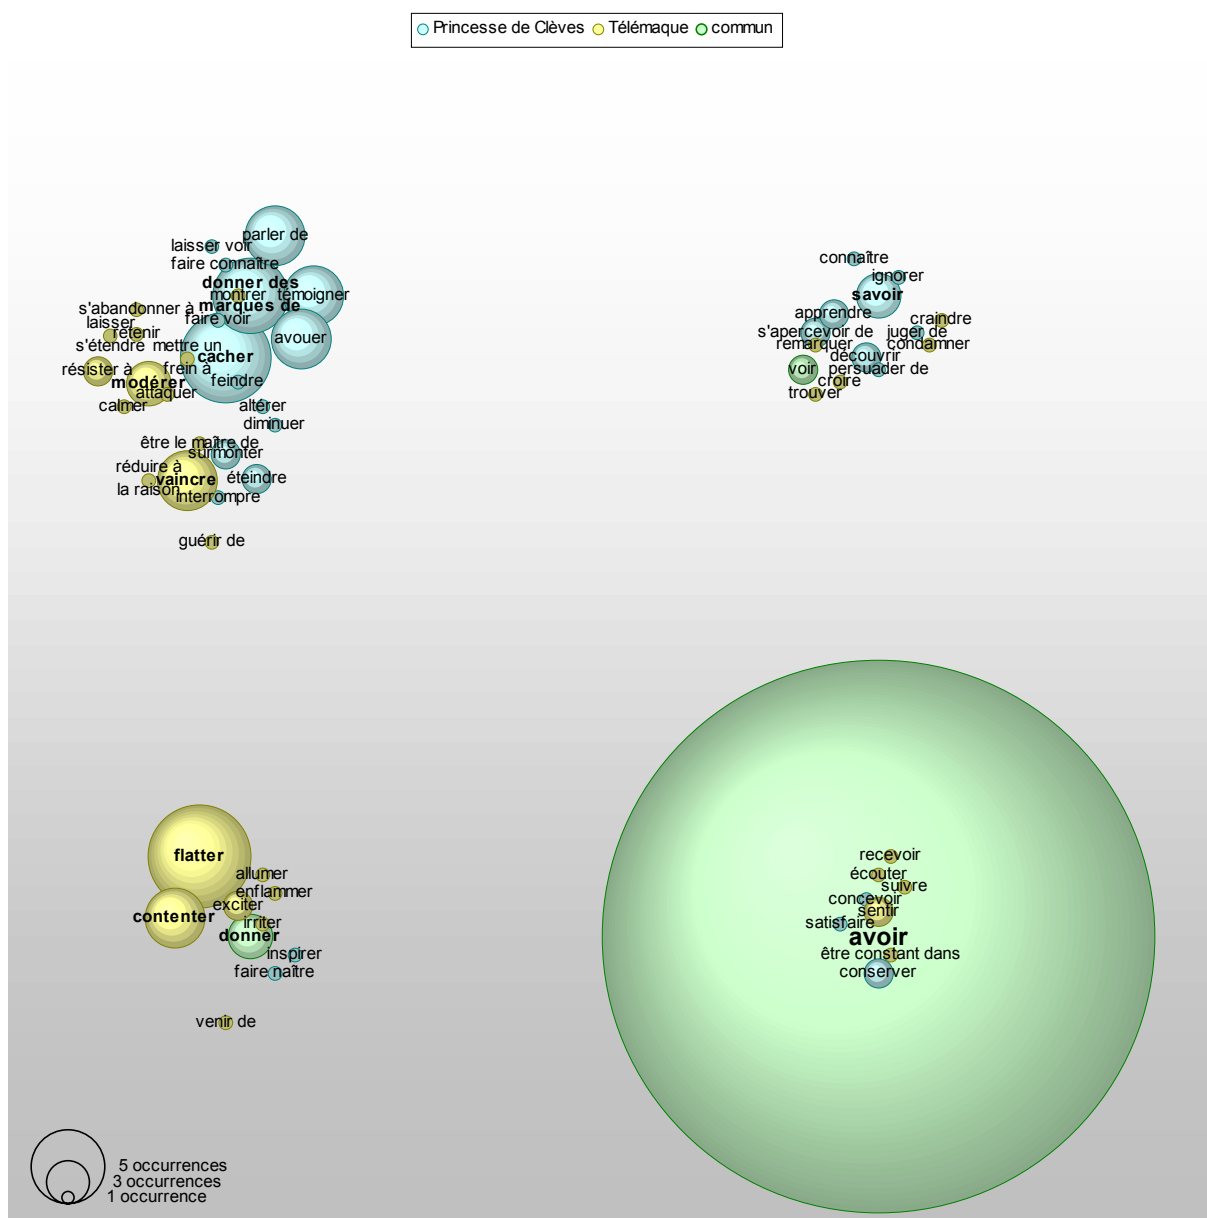 Princesse de Clèves Télémaque commun
parler de
laisser voir
faire connaître
donner des
marques de
montrer
témoigner
faire voir
avouer
s'abandonner à
laisser
s'étendre
retenir
mettre un
frein à
cacher
résister à
modérer
attaquer
feindre
calmer
altérer
diminuer
être le maître de
surmonter
réduire à
la raison
vaincre
éteindre
interrompre
guérir de
connaître
ignorer
savoir
apprendre
craindre
s'apercevoir de
juger de
remarquer
condamner
découvrir
voir
persuader de
croire
trouver
flatter
allumer
enflammer
exciter
contenter
irriter
donner
inspirer
faire naître
venir de
recevoir
écouter
suivre
concevoir
sentir
satisfaire
avoir
être constant dans
conserver
5 occurrences
3 occurrences
1 occurrence